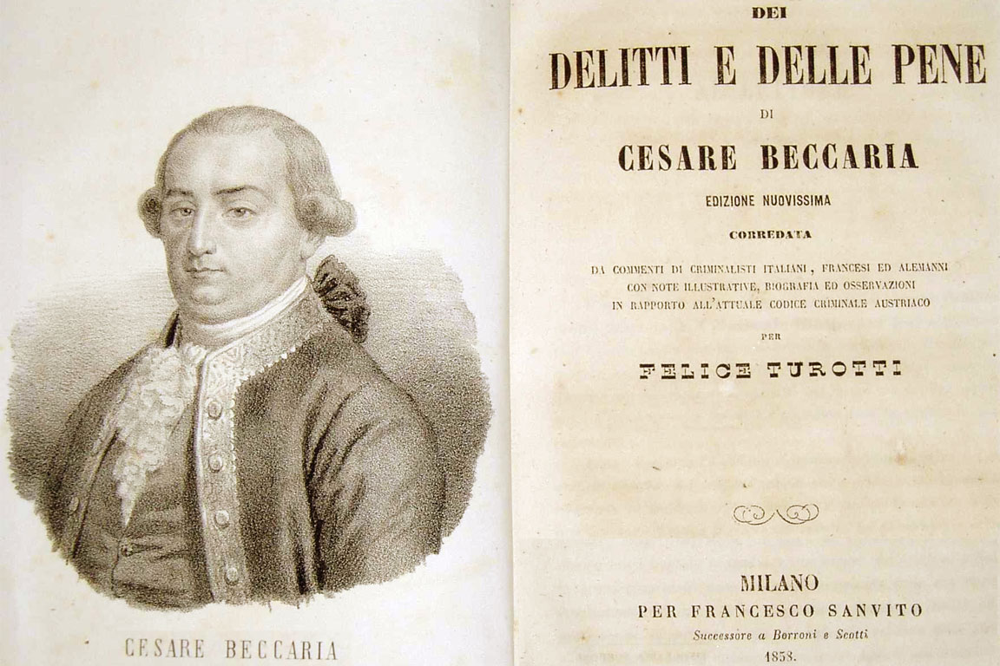 CESARE BECCARIA
DEI
DELITTI E DELLE PENE
DI
CESARE BECCARIA
EDIZIONE NUOVISSIMA
CORREDATA
DA COMMENTI DI CRIMINALISTI ITALIANI, FRANCESI ED ALEMANNI
CON NOTE ILLUSTRATIVE, BIOGRAFIA ED OSSERVAZIONI
IN RAPPORTO ALL'ATTUALE CODICE CRIMINALE AUSTRIACO
PER
FELICE TUROTTI
MILANO
PER FRANCESCO SANVITO
Successore a Borroni e Scotti
1858.